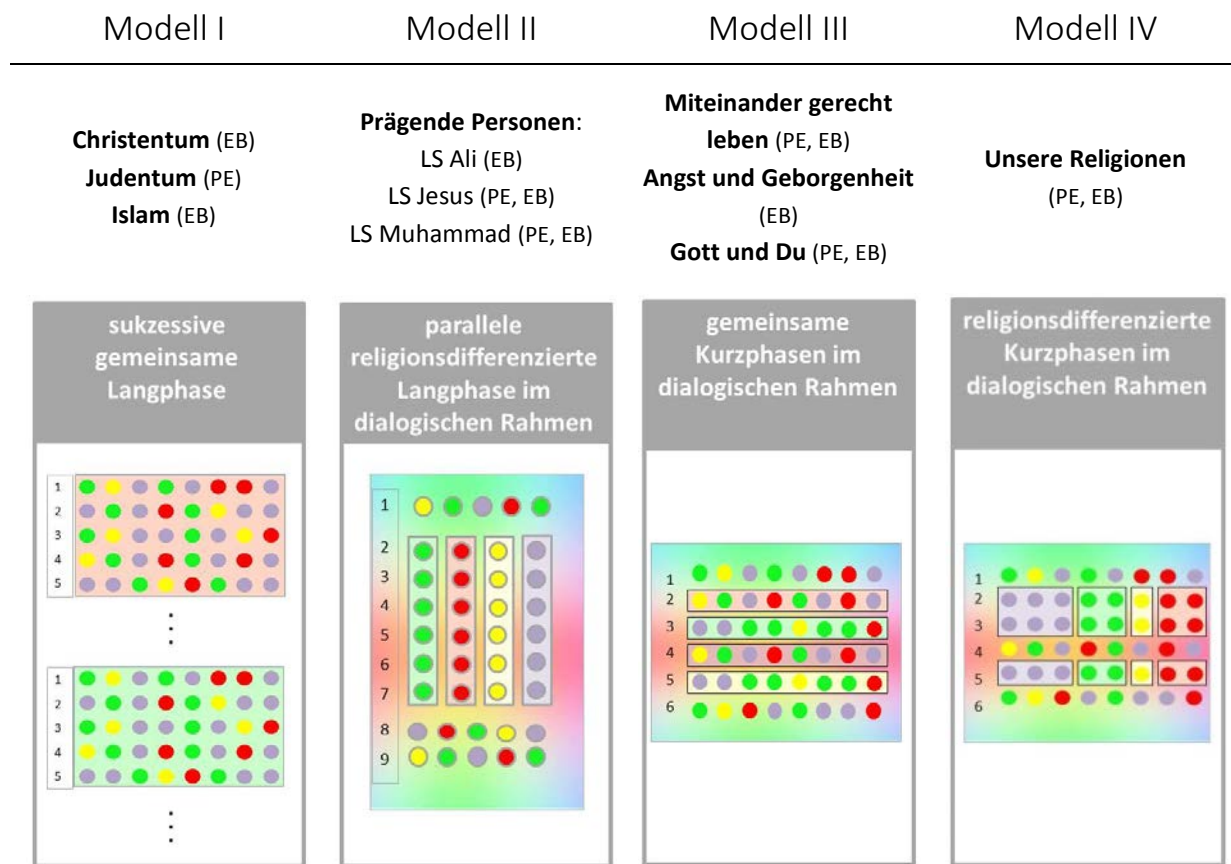 Modell I
Modell II
Modell III
Modell IV
Christentum (EB)
Judentum (PE)
Islam (EB)
Prägende Personen:
LS Ali (EB)
LS Jesus (PE, EB)
LS Muhammad (PE, EB)
Miteinander gerecht
leben (PE, EB)
Angst und Geborgenheit
(EB)
Gott und Du (PE, EB)
Unsere Religionen
(PE, EB)
sukzessive
gemeinsame
Langphase
1
2
3
4
5
⋮
1
2
3
4
5
⋮
parallele
religionsdifferenzierte
Langphase im
dialogischen Rahmen
1
2
3
4
5
6
7
8
9
gemeinsame
Kurzphasen im
dialogischen Rahmen
1
2
3
4
5
6
religionsdifferenzierte
Kurzphasen im
dialogischen Rahmen
1
2
3
4
5
6